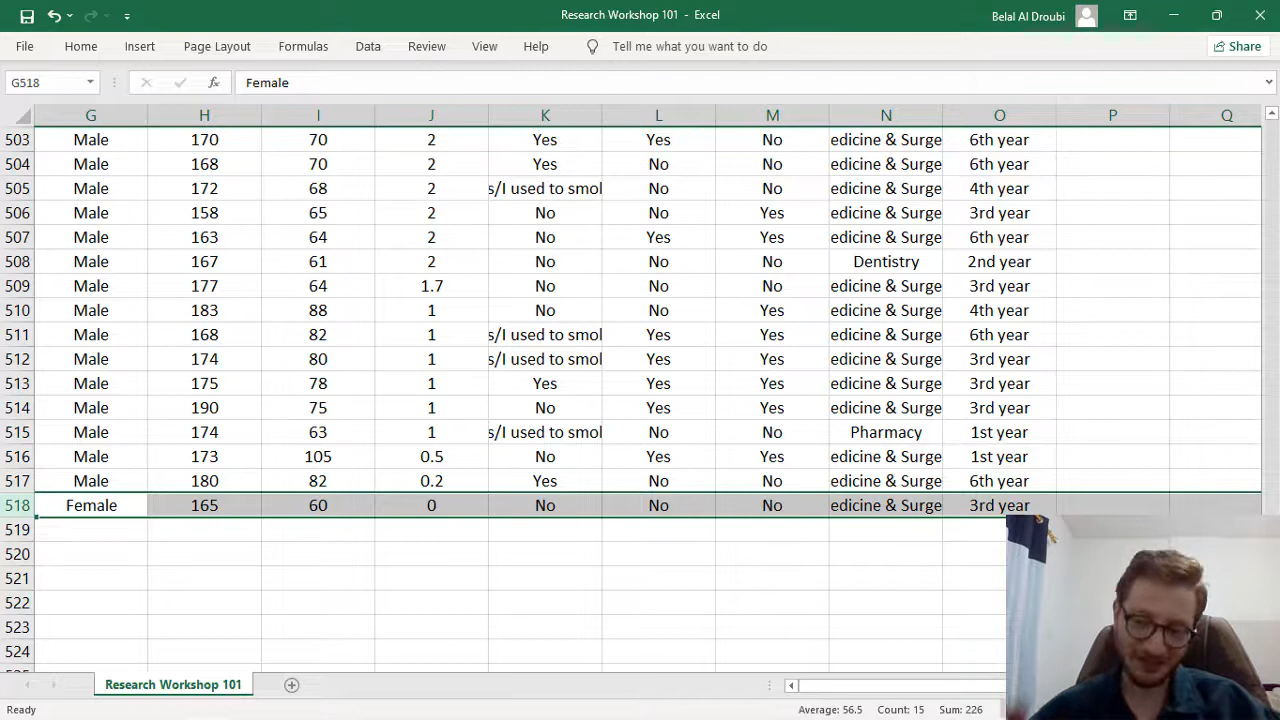 Research Workshop 101 - Excel
Belal Al Droubi
File Home Insert Page Layout Formulas Data Review View Help Tell me what you want to do Share
G518 fx Female
G H I J K L M N O P Q
503 Male 170 70 2 Yes Yes No edicine & Surge 6th year
504 Male 168 70 2 Yes No No edicine & Surge 6th year
505 Male 172 68 2 s/I used to smol No No edicine & Surge 4th year
506 Male 158 65 2 No No Yes edicine & Surge 3rd year
507 Male 163 64 2 No Yes Yes edicine & Surge 6th year
508 Male 167 61 2 No No No Dentistry 2nd year
509 Male 177 64 1.7 No No No edicine & Surge 3rd year
510 Male 183 88 1 No No Yes edicine & Surge 4th year
511 Male 168 82 1 s/I used to smol Yes Yes edicine & Surge 6th year
512 Male 174 80 1 s/I used to smol Yes Yes edicine & Surge 3rd year
513 Male 175 78 1 Yes Yes Yes edicine & Surge 3rd year
514 Male 190 75 1 No Yes Yes edicine & Surge 3rd year
515 Male 174 63 1 s/I used to smol No No Pharmacy 1st year
516 Male 173 105 0.5 No Yes Yes edicine & Surge 1st year
517 Male 180 82 0.2 Yes No No edicine & Surge 6th year
518 Female 165 60 0 No No No edicine & Surge 3rd year
519
520
521
522
523
524
Research Workshop 101
Ready Average: 56.5 Count: 15 Sum: 226